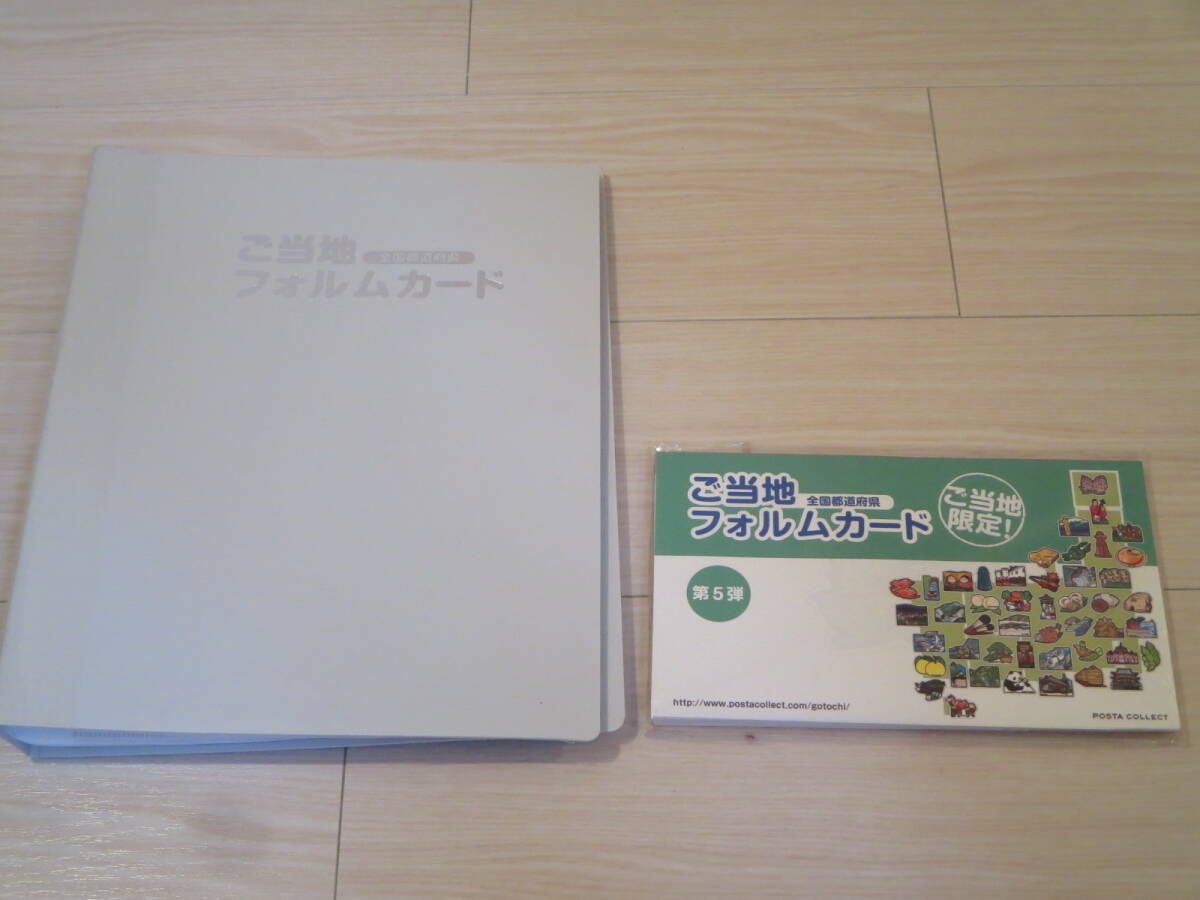 ご当地
全国都道府県
フォルムカード
ご当地
全国都道府県
フォルムカード
ご当地
限定!
第5弾
http://www.postacollect.com/gotochi/
POSTA COLLECT